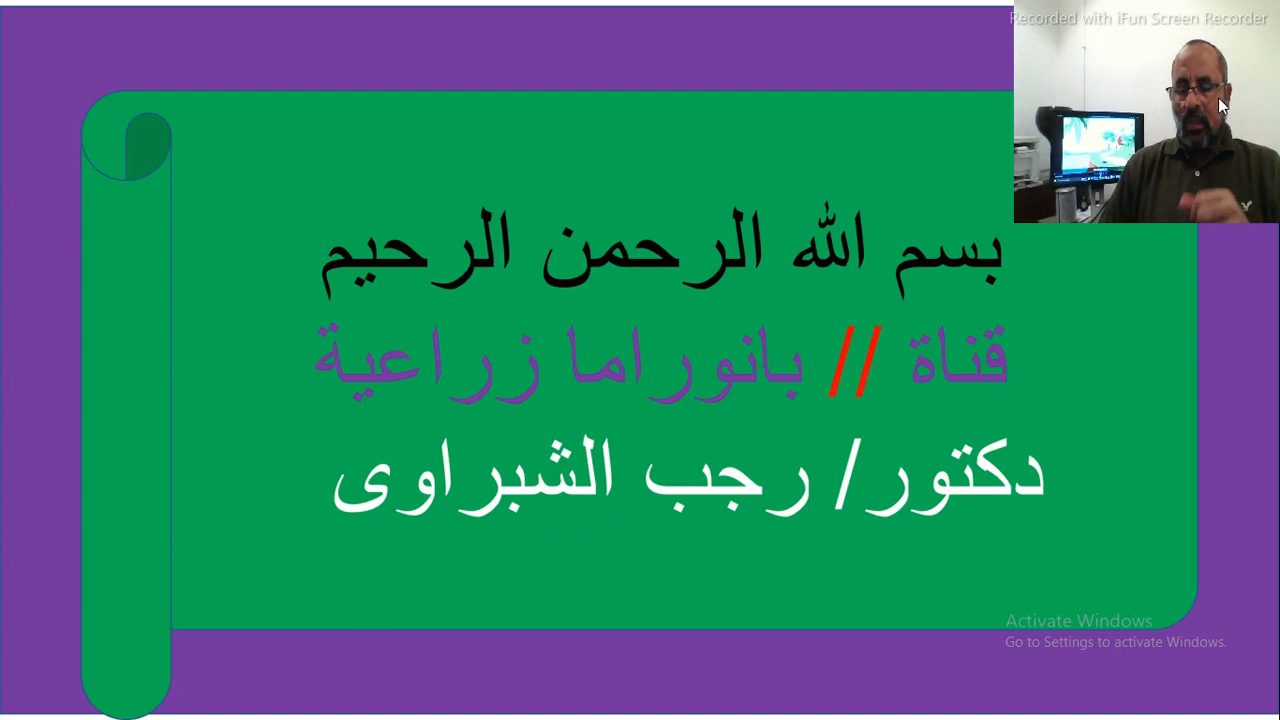 Recorded with iFun Screen Recorder
بسم الله الرحمن الرحيم
قناة // بانوراما زراعية
دكتور/ رجب الشبراوى
Activate Windows
Go to Settings to activate Windows.